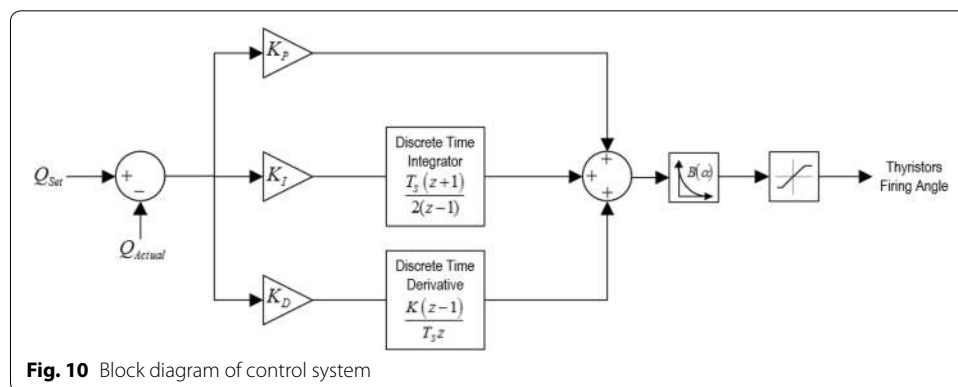 K_P
Discrete Time
Integrator
T_s (z+1)
2(z−1)
K_I
Q_Set
+
−
Q_Actual
+
+
+
B(α)
Thyristors
Firing Angle
Discrete Time
Derivative
K(z−1)
T_s z
K_D
Fig. 10 Block diagram of control system